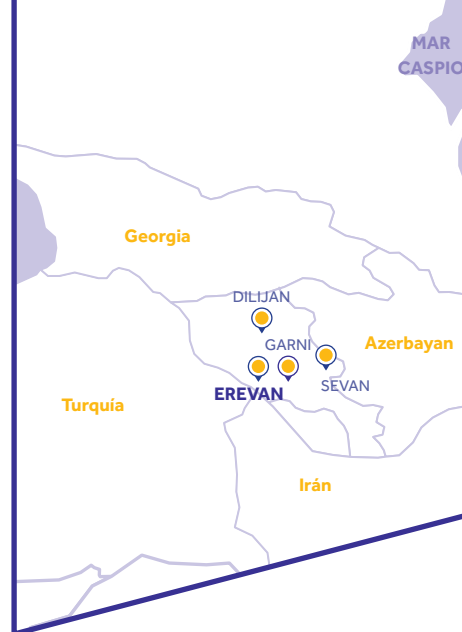 MAR
CASPIO
Georgia
DILIJAN
GARNI
Azerbayan
SEVAN
EREVAN
Turquía
Irán